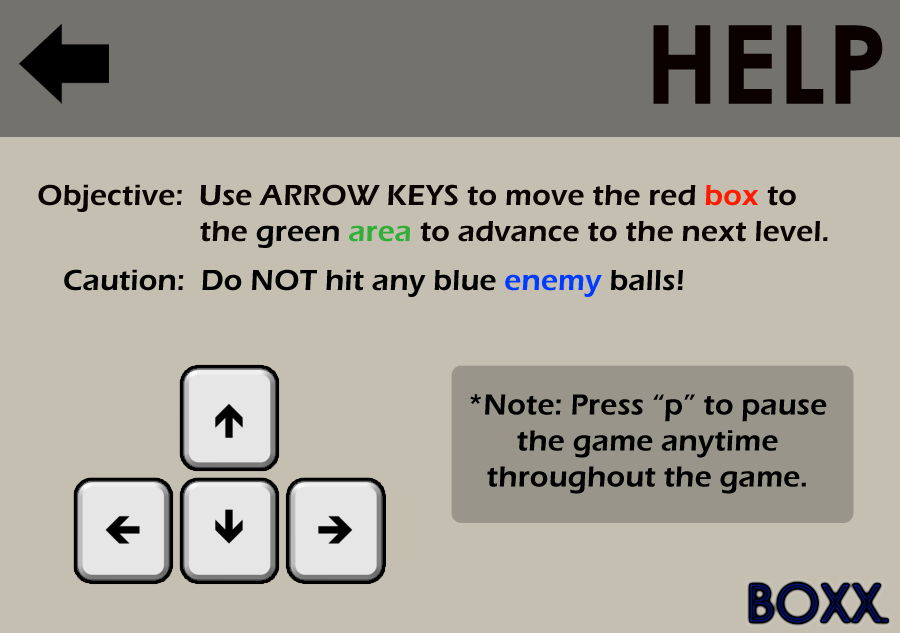 HELP
Objective: Use ARROW KEYS to move the red box to
the green area to advance to the next level.
Caution: Do NOT hit any blue enemy balls!
*Note: Press “p” to pause
the game anytime
throughout the game.
BOXX